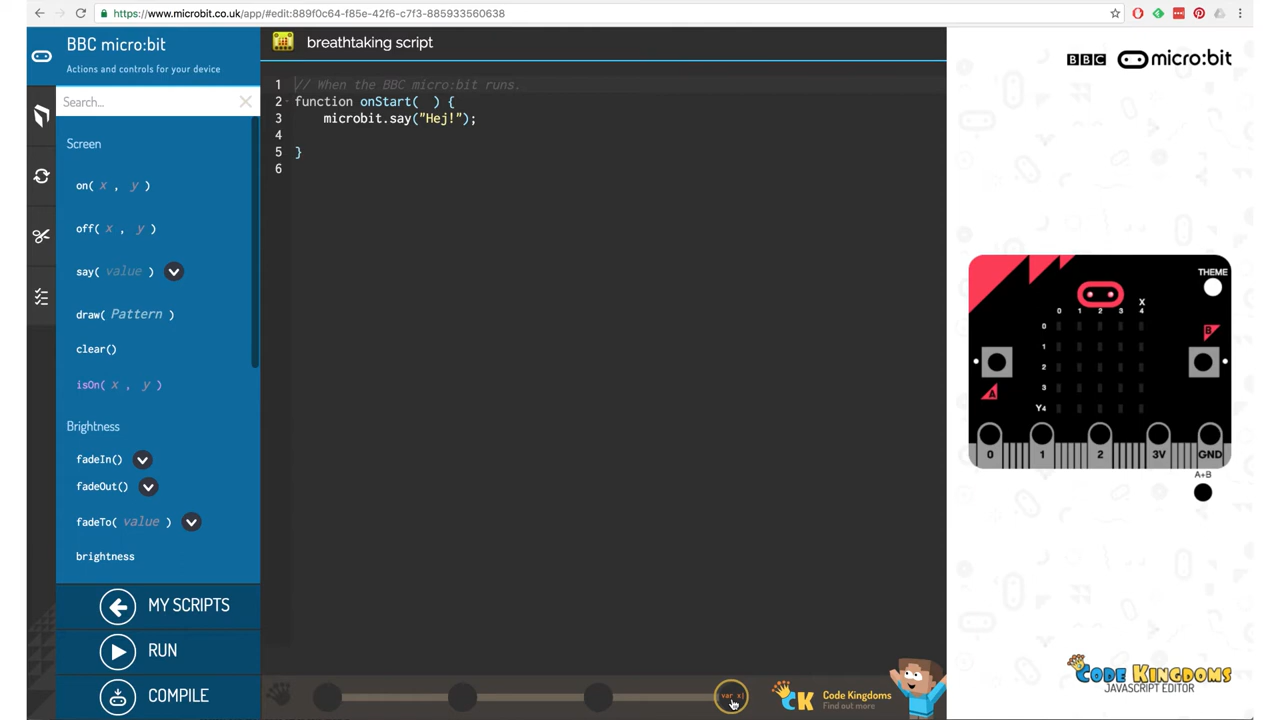 https://www.microbit.co.uk/app/#edit:889f0c64-f85e-42f6-c7f3-885933560638
BBC micro:bit
Actions and controls for your device
Search...
Screen
on( x , y )
off( x , y )
say( value )
draw( Pattern )
clear()
isOn( x , y )
Brightness
fadeIn()
fadeOut()
fadeTo( value )
brightness
MY SCRIPTS
RUN
COMPILE
breathtaking script
1 // When the BBC micro:bit runs.
2 function onStart( ) {
3 microbit.say("Hej!");
4
5 }
6
var x|
CK
Code Kingdoms
Find out more
BBC micro:bit
THEME
X
0 1 2 3 4
0
1
2
3
Y4
A
B
0 1 2 3V GND
A+B
CODE KINGDOMS
JAVASCRIPT EDITOR